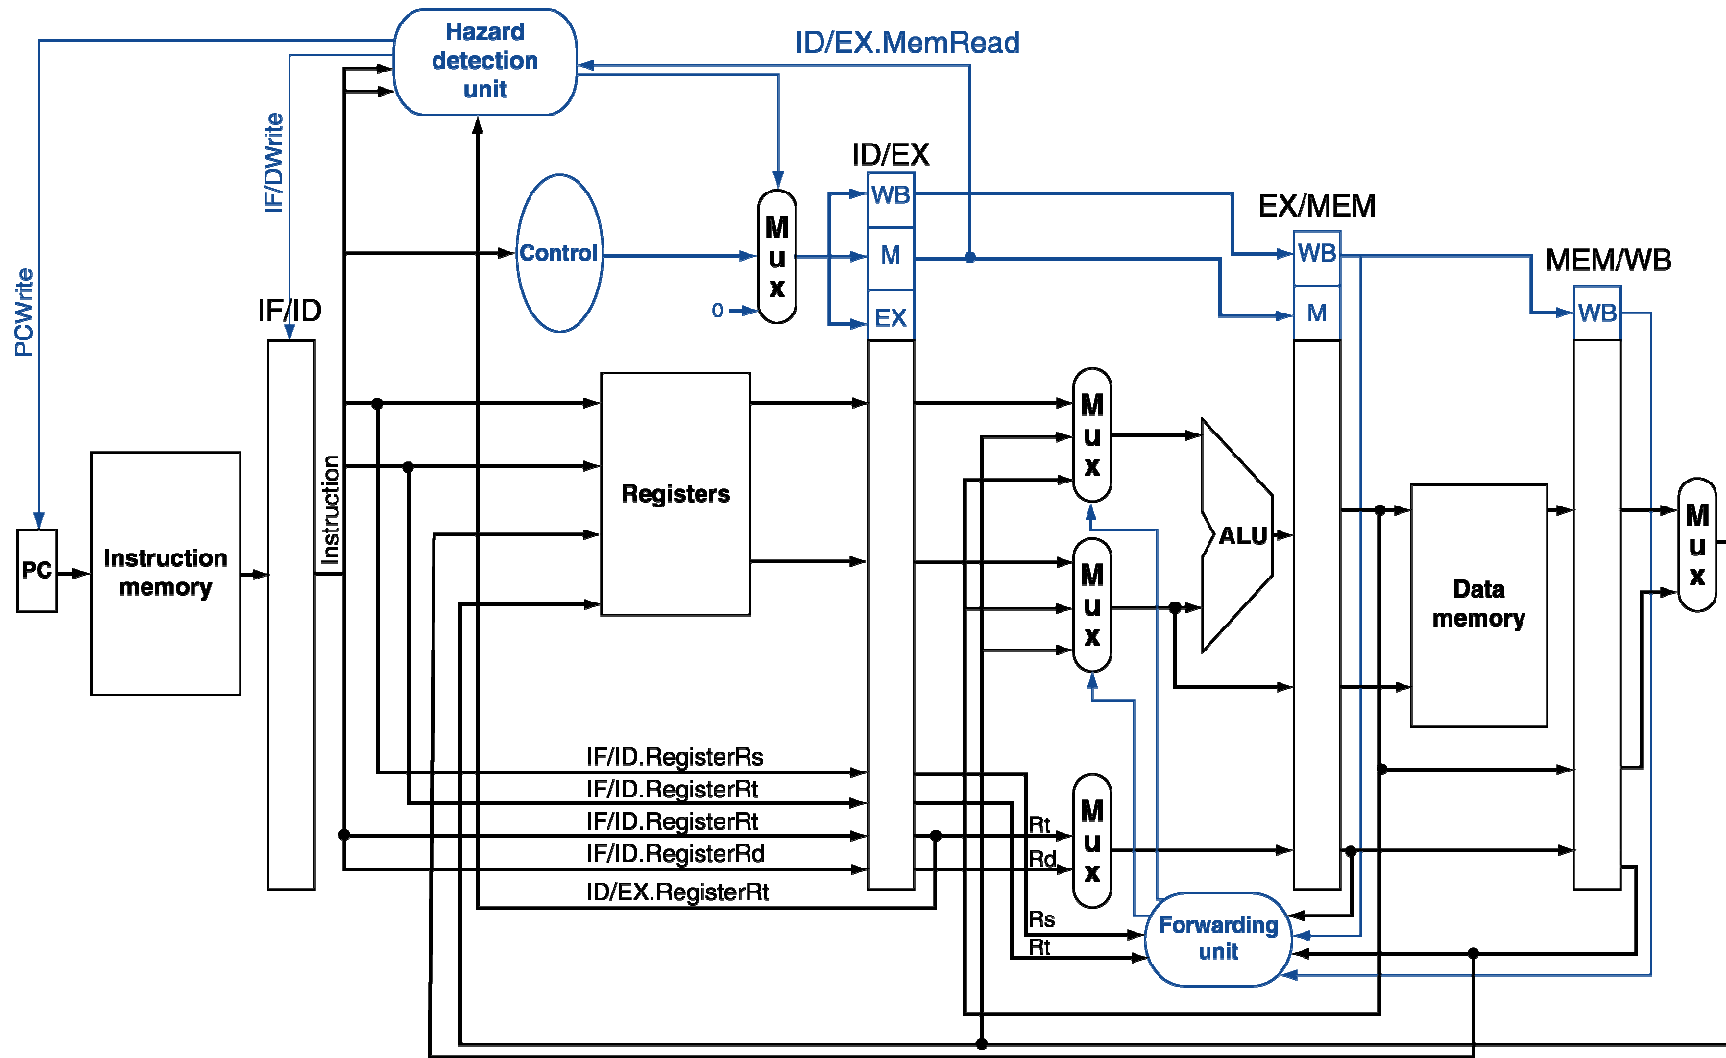 Hazard
detection
unit
ID/EX.MemRead
IF/DWrite
PCWrite
ID/EX
WB
M
EX
Control
M
u
x
0
EX/MEM
WB
M
MEM/WB
WB
IF/ID
Instruction
PC
Instruction
memory
Registers
M
u
x
M
u
x
ALU
Data
memory
M
u
x
IF/ID.RegisterRs
IF/ID.RegisterRt
IF/ID.RegisterRt
IF/ID.RegisterRd
ID/EX.RegisterRt
Rt
Rd
M
u
x
Rs
Rt
Forwarding
unit